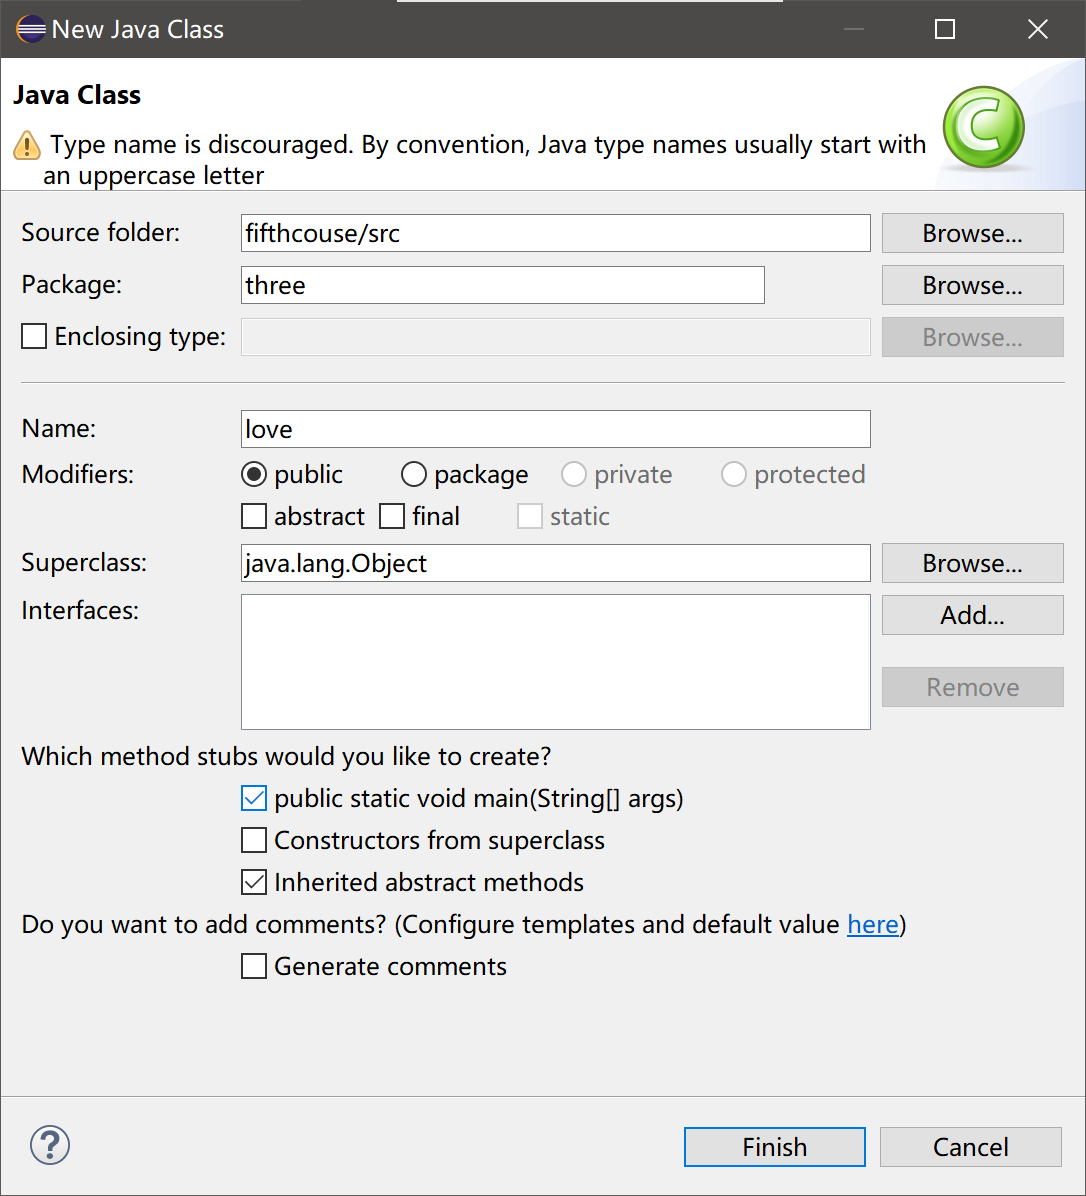 New Java Class
Java Class
Type name is discouraged. By convention, Java type names usually start with
an uppercase letter
Source folder: fifthcouse/src Browse...
Package: three Browse...
Enclosing type: Browse...
Name: love
Modifiers: public package private protected
abstract final static
Superclass: java.lang.Object Browse...
Interfaces: Add...
Remove
Which method stubs would you like to create?
public static void main(String[] args)
Constructors from superclass
Inherited abstract methods
Do you want to add comments? (Configure templates and default value here)
Generate comments
Finish Cancel